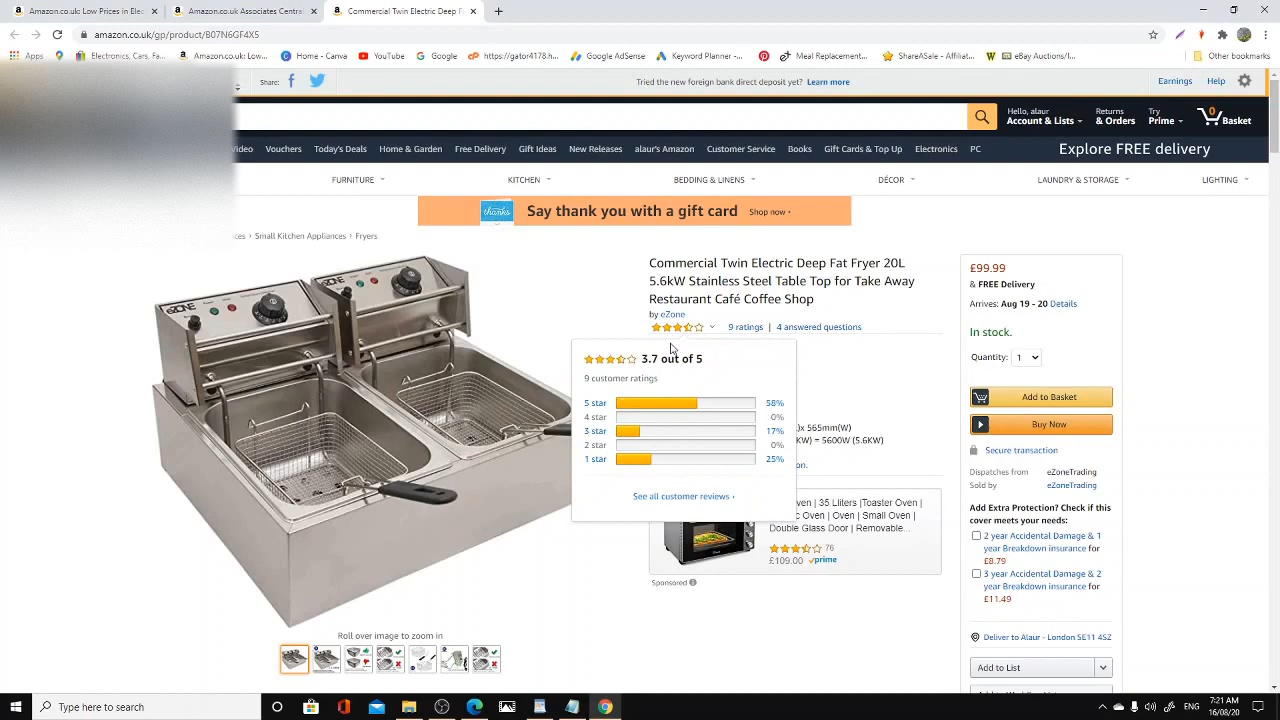 Amazon.co.uk Low Prices in Elec
Amazon.co.uk: Small Kitchen Ap
Commercial Twin Electric Deep F
amazon.co.uk/gp/product/B07N6GF4X5
Apps
Electronics, Cars, Fa...
Home - Canva
YouTube
Google
https://gator4178.h...
Google AdSense
Keyword Planner -...
Meal Replacement...
ShareASale - Affiliat...
eBay Auctions/I...
Other bookmarks
Share:
Tried the new foreign bank direct deposit yet? Learn more
Earnings
Help
Hello, alaur
Account & Lists
Returns
& Orders
Try
Prime
0
Basket
Video
Vouchers
Today's Deals
Home & Garden
Free Delivery
Gift Ideas
New Releases
alaur's Amazon
Customer Service
Books
Gift Cards & Top Up
Electronics
PC
Explore FREE delivery
FURNITURE
KITCHEN
BEDDING & LINENS
DÉCOR
LAUNDRY & STORAGE
LIGHTING
thanks
Say thank you with a gift card
Shop now ›
ces › Small Kitchen Appliances › Fryers
Commercial Twin Electric Deep Fat Fryer 20L
5.6kW Stainless Steel Table Top for Take Away
Restaurant Café Coffee Shop
by eZone
9 ratings | 4 answered questions
3.7 out of 5
9 customer ratings
5 star 58%
4 star 0%
3 star 17%
2 star 0%
1 star 25%
See all customer reviews ›
)x 565mm(W)
KW) = 5600W (5.6KW)
on.
ven | 35 Lliters |Toaster Oven |
c Oven | Oven | Small Oven |
Double Glass Door | Removable...
76
£109.00 prime
Sponsored
Roll over image to zoom in
£99.99
& FREE Delivery
Arrives: Aug 19 - 20 Details
In stock.
Quantity: 1
Add to Basket
Buy Now
Secure transaction
Dispatches from eZoneTrading
Sold by eZoneTrading
Add Extra Protection? Check if this
cover meets your needs:
2 year Accidental Damage & 1
year Breakdown insurance for
£8.79
3 year Accidental Damage & 2
year Breakdown insurance for
£11.49
Deliver to Alaur - London SE11 4SZ
Add to List
Type here to search
7:21 AM
16/08/20